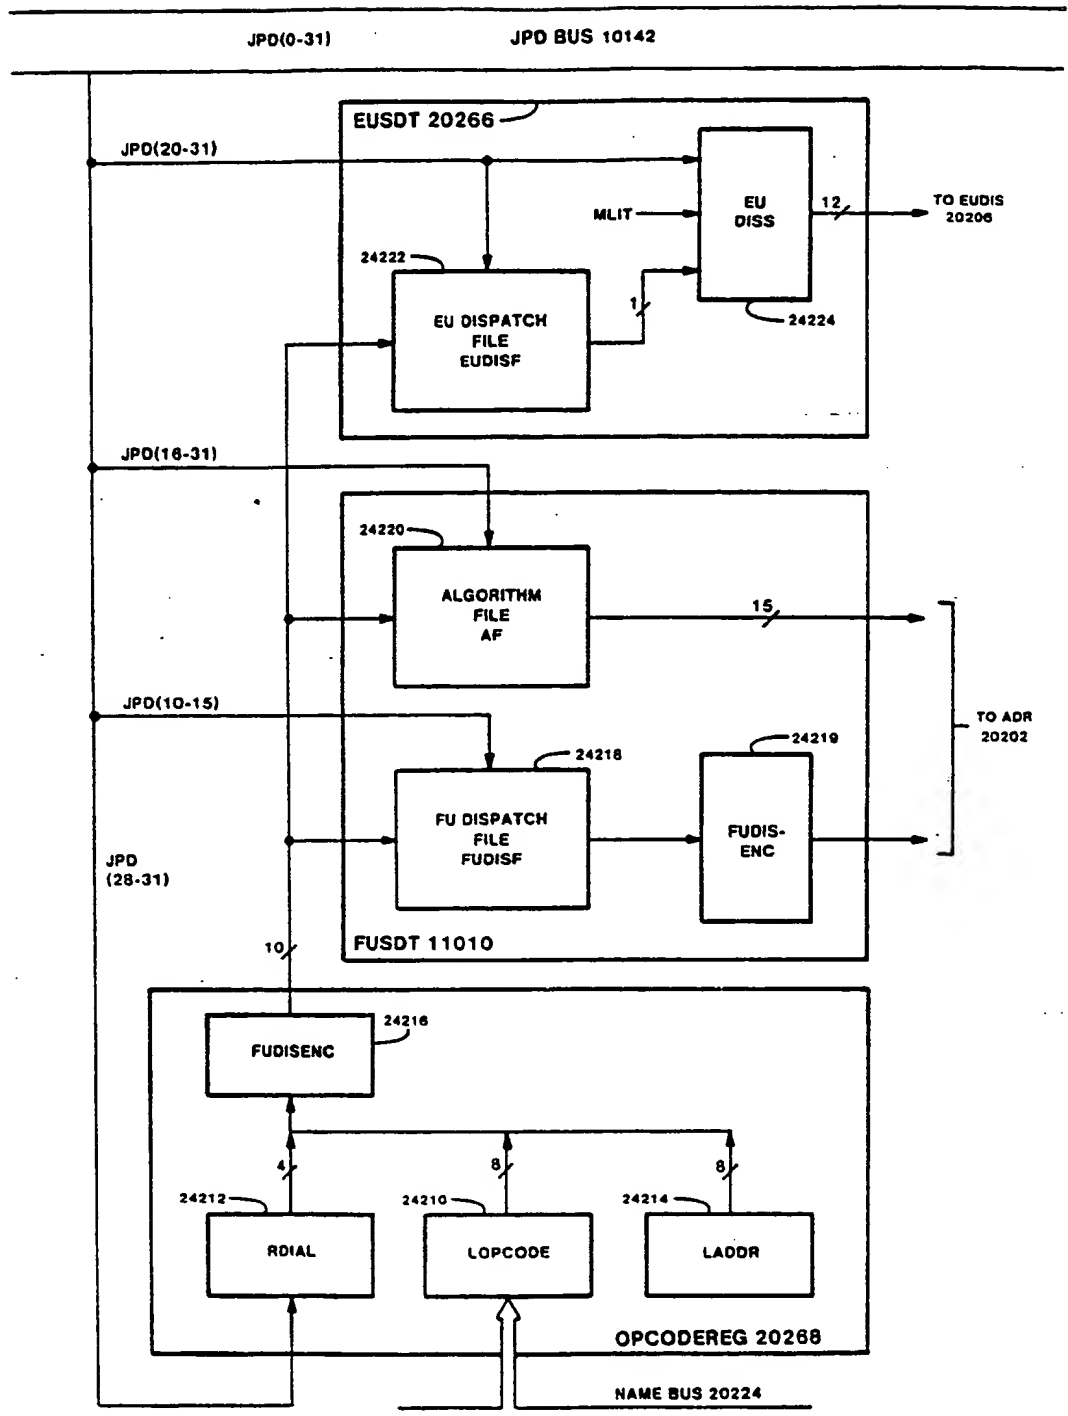 JPD(0-31)
JPD BUS 10142
EUSDT 20266
JPD(20-31)
MLIT
EU
DISS
12
TO EUDIS
20206
24222
EU DISPATCH
FILE
EUDISF
1
24224
JPD(16-31)
24220
ALGORITHM
FILE
AF
15
JPD(10-15)
TO ADR
20202
24218
24219
FU DISPATCH
FILE
FUDISF
FUDIS-
ENC
JPD
(28-31)
FUSDT 11010
10
24216
FUDISENC
4
8
8
24212
24210
24214
RDIAL
LOPCODE
LADDR
OPCODEREG 20268
NAME BUS 20224